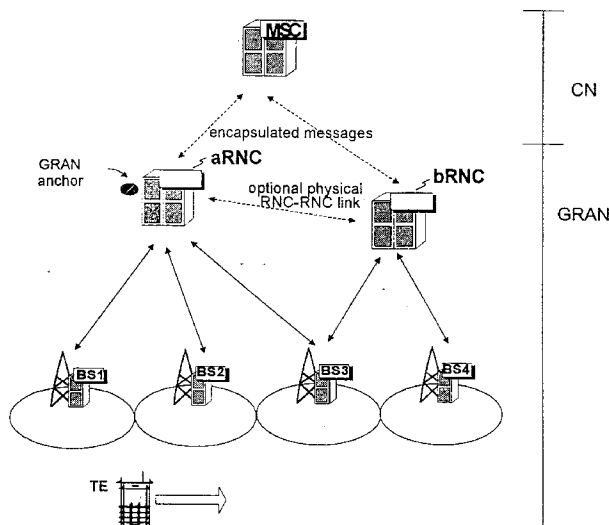 MSC
CN
encapsulated messages
aRNC
GRAN
anchor
bRNC
optional physical
RNC-RNC link
GRAN
BS1
BS2
BS3
BS4
TE